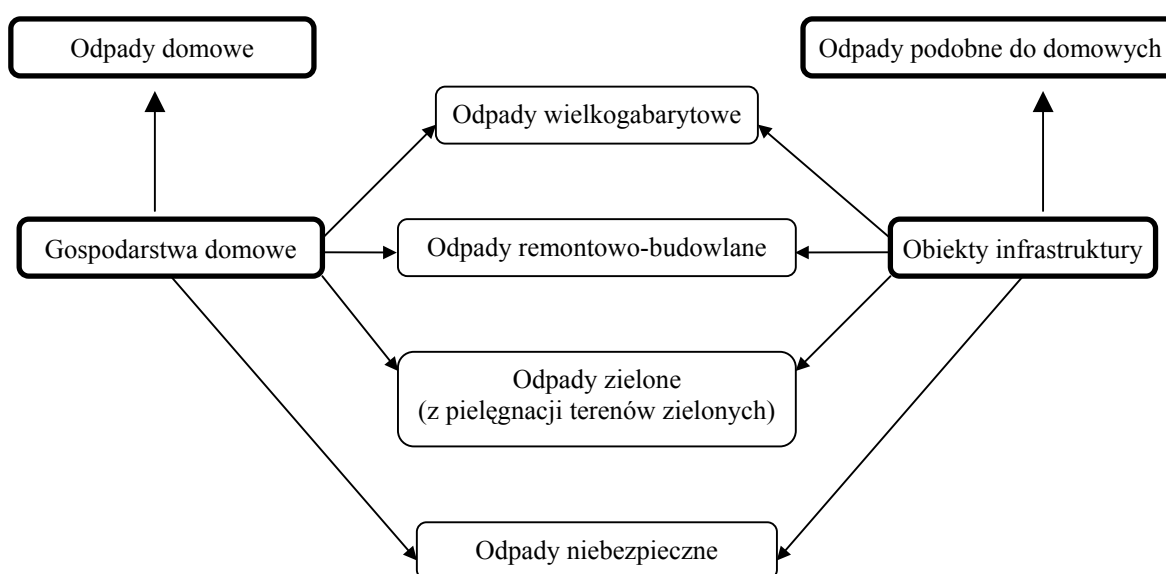 Odpady domowe
Odpady podobne do domowych
Odpady wielkogabarytowe
Gospodarstwa domowe
Odpady remontowo-budowlane
Obiekty infrastruktury
Odpady zielone
(z pielęgnacji terenów zielonych)
Odpady niebezpieczne